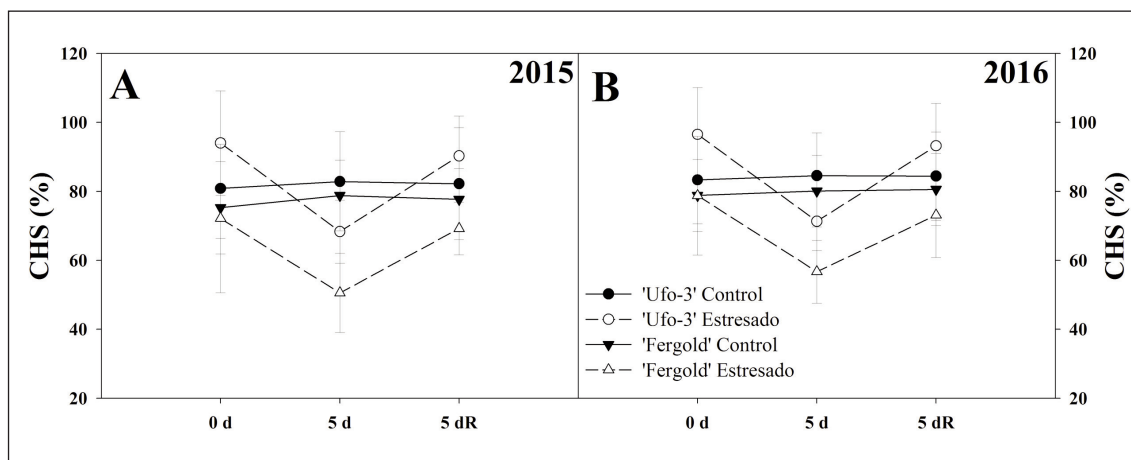 A
2015
B
2016
CHS (%)
120
100
80
60
40
20
0 d
5 d
5 dR
'Ufo-3' Control
'Ufo-3' Estresado
'Fergold' Control
'Fergold' Estresado
0 d
5 d
5 dR
120
100
80
60
40
20
CHS (%)